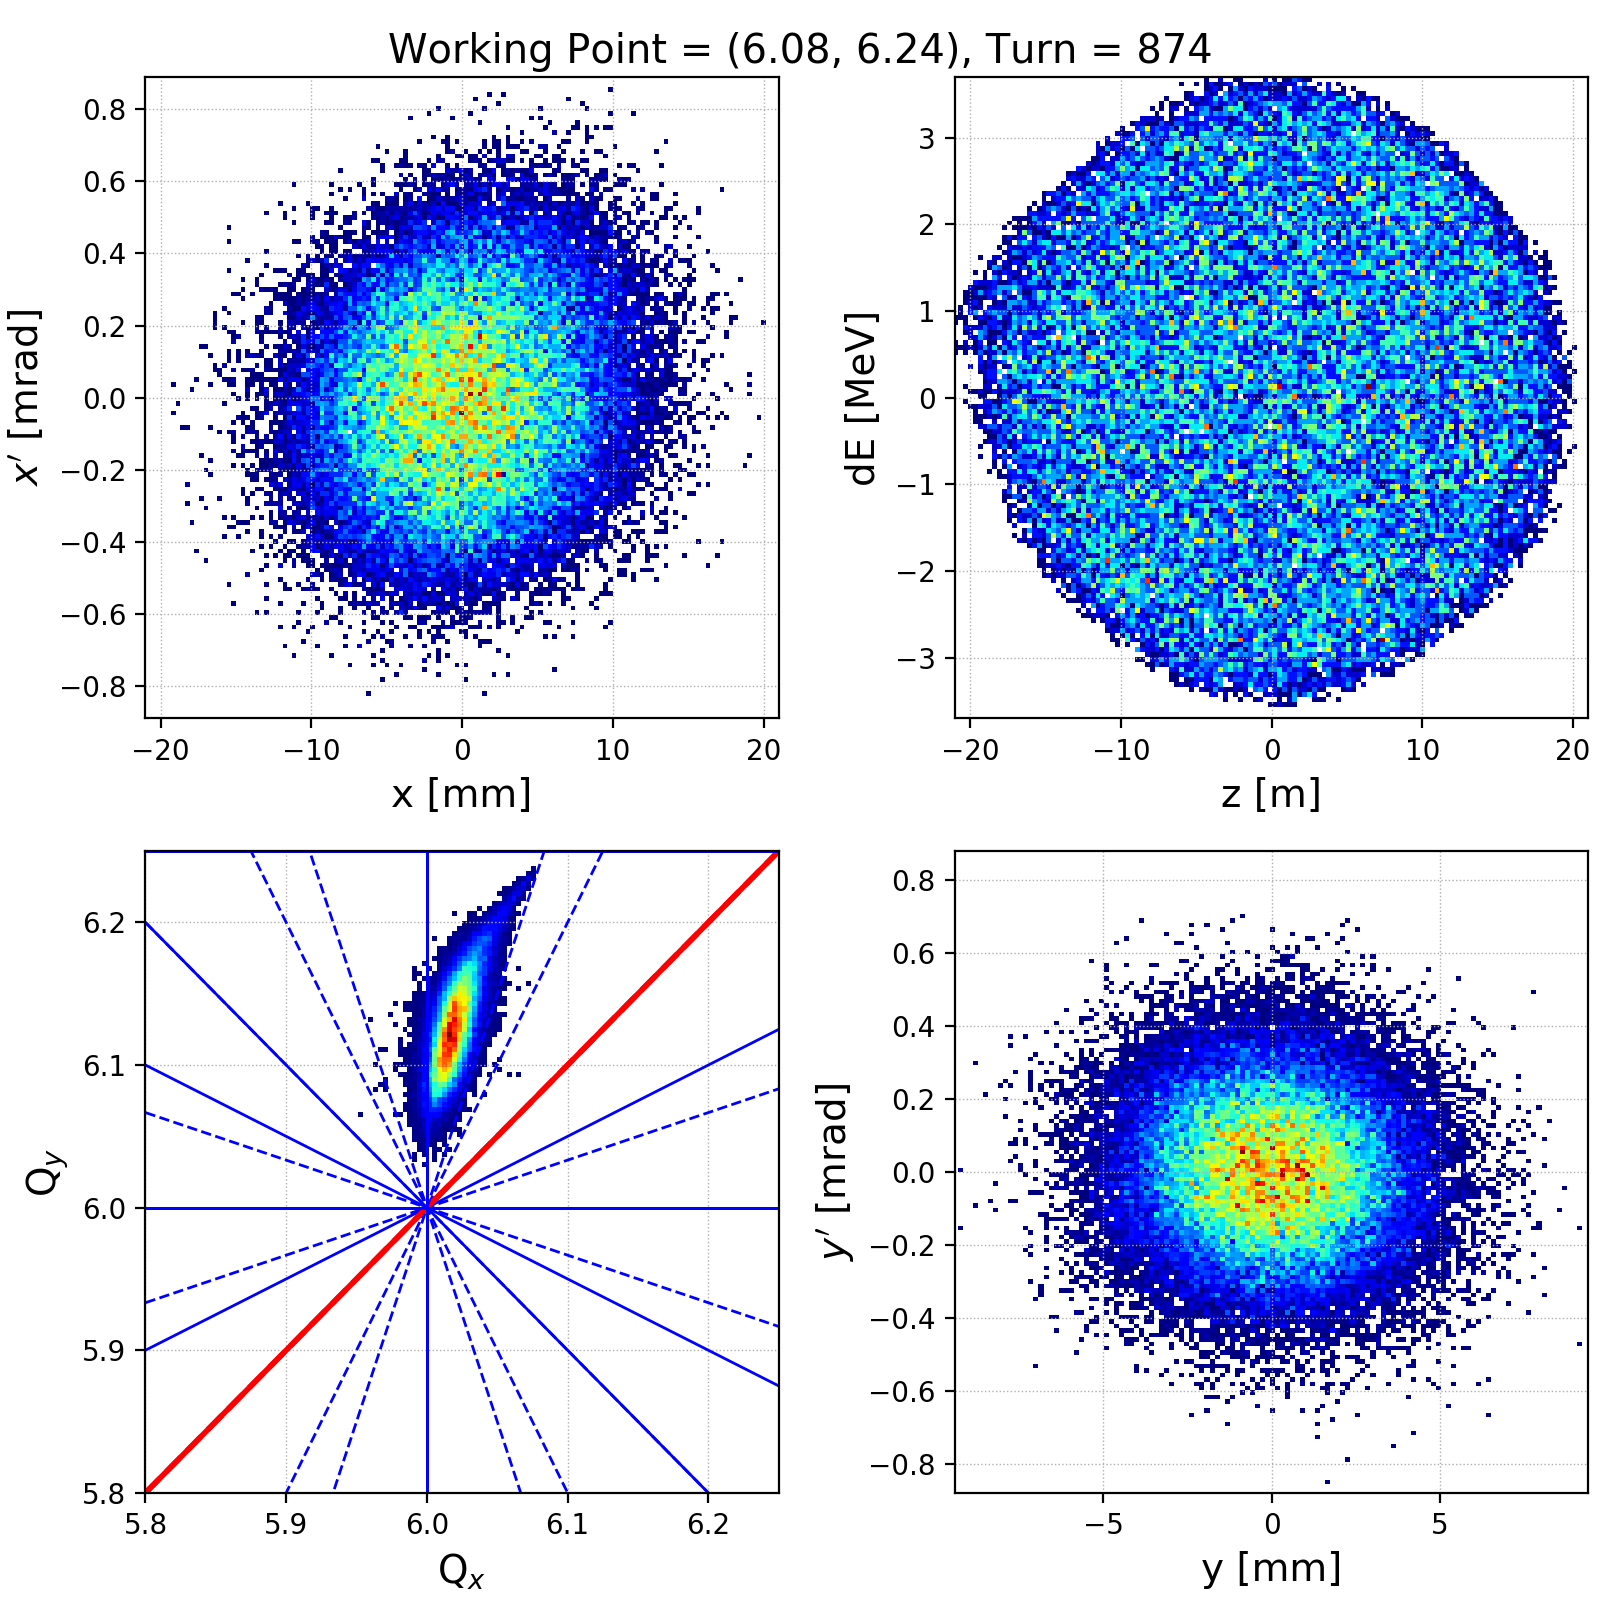 Working Point = (6.08, 6.24), Turn = 874
0.8
0.6
0.4
0.2
0.0
−0.2
−0.4
−0.6
−0.8
x′ [mrad]
−20 −10 0 10 20
x [mm]
3
2
1
0
−1
−2
−3
dE [MeV]
−20 −10 0 10 20
z [m]
6.2
6.1
6.0
5.9
5.8
Qy
5.8 5.9 6.0 6.1 6.2
Qx
0.8
0.6
0.4
0.2
0.0
−0.2
−0.4
−0.6
−0.8
y′ [mrad]
−5 0 5
y [mm]